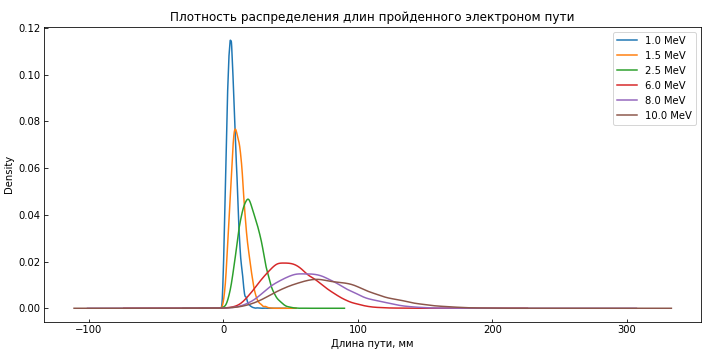 Плотность распределения длин пройденного электроном пути
Density
0.12
0.10
0.08
0.06
0.04
0.02
0.00
−100
0
100
200
300
Длина пути, мм
1.0 MeV
1.5 MeV
2.5 MeV
6.0 MeV
8.0 MeV
10.0 MeV